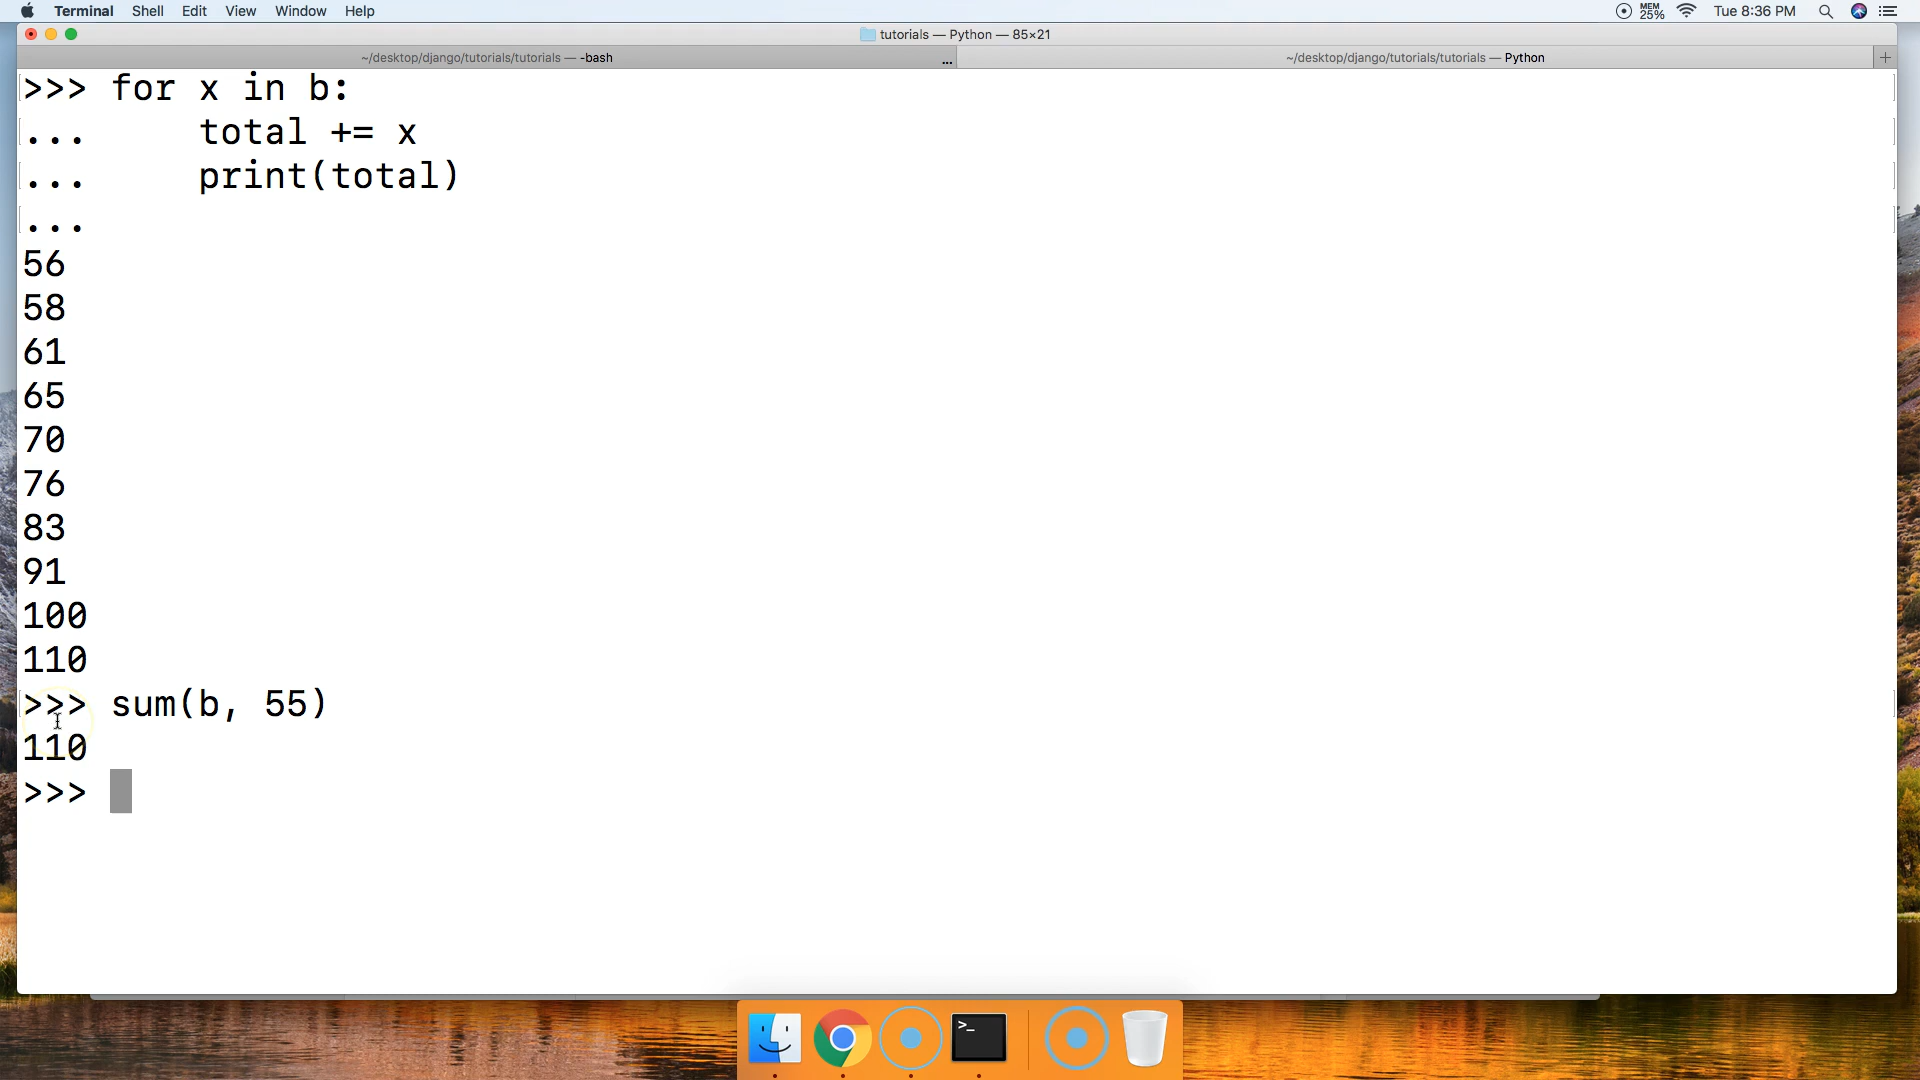 Terminal Shell Edit View Window Help MEM 25% Tue 8:36 PM
tutorials — Python — 85×21
~/desktop/django/tutorials/tutorials — -bash ... ~/desktop/django/tutorials/tutorials — Python +
>>> for x in b:
...     total += x
...     print(total)
...
56
58
61
65
70
76
83
91
100
110
>>> sum(b, 55)
110
>>>
>_